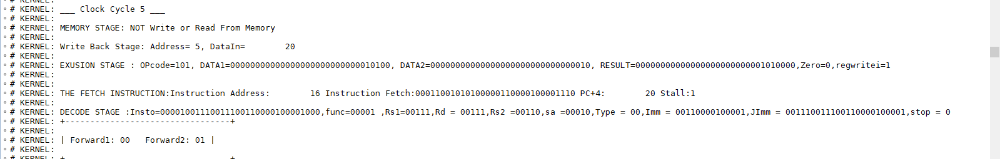 # KERNEL:
# KERNEL: ___ Clock Cycle 5 ___
# KERNEL:
# KERNEL: MEMORY STAGE: NOT Write or Read From Memory
# KERNEL:
# KERNEL: Write Back Stage: Address= 5, DataIn=        20
# KERNEL:
# KERNEL: EXUSION STAGE : OPcode=101, DATA1=00000000000000000000000000010100, DATA2=00000000000000000000000000000010, RESULT=00000000000000000000000001010000,Zero=0,regwritei=1
# KERNEL:
# KERNEL:
# KERNEL: THE FETCH INSTRUCTION:Instruction Address:        16 Instruction Fetch:00011001010100000110000100001110 PC+4:        20 Stall:1
# KERNEL:
# KERNEL: DECODE STAGE :Insto=00001001110011100110000100001000,func=00001 ,Rs1=00111,Rd = 00111,Rs2 =00110,sa =00010,Type = 00,Imm = 00110000100001,JImm = 001110011100110000100001,stop = 0
# KERNEL: +---------------------------------+
# KERNEL:
# KERNEL: | Forward1: 00   Forward2: 01 |
# KERNEL:
# KERNEL: +                                 +